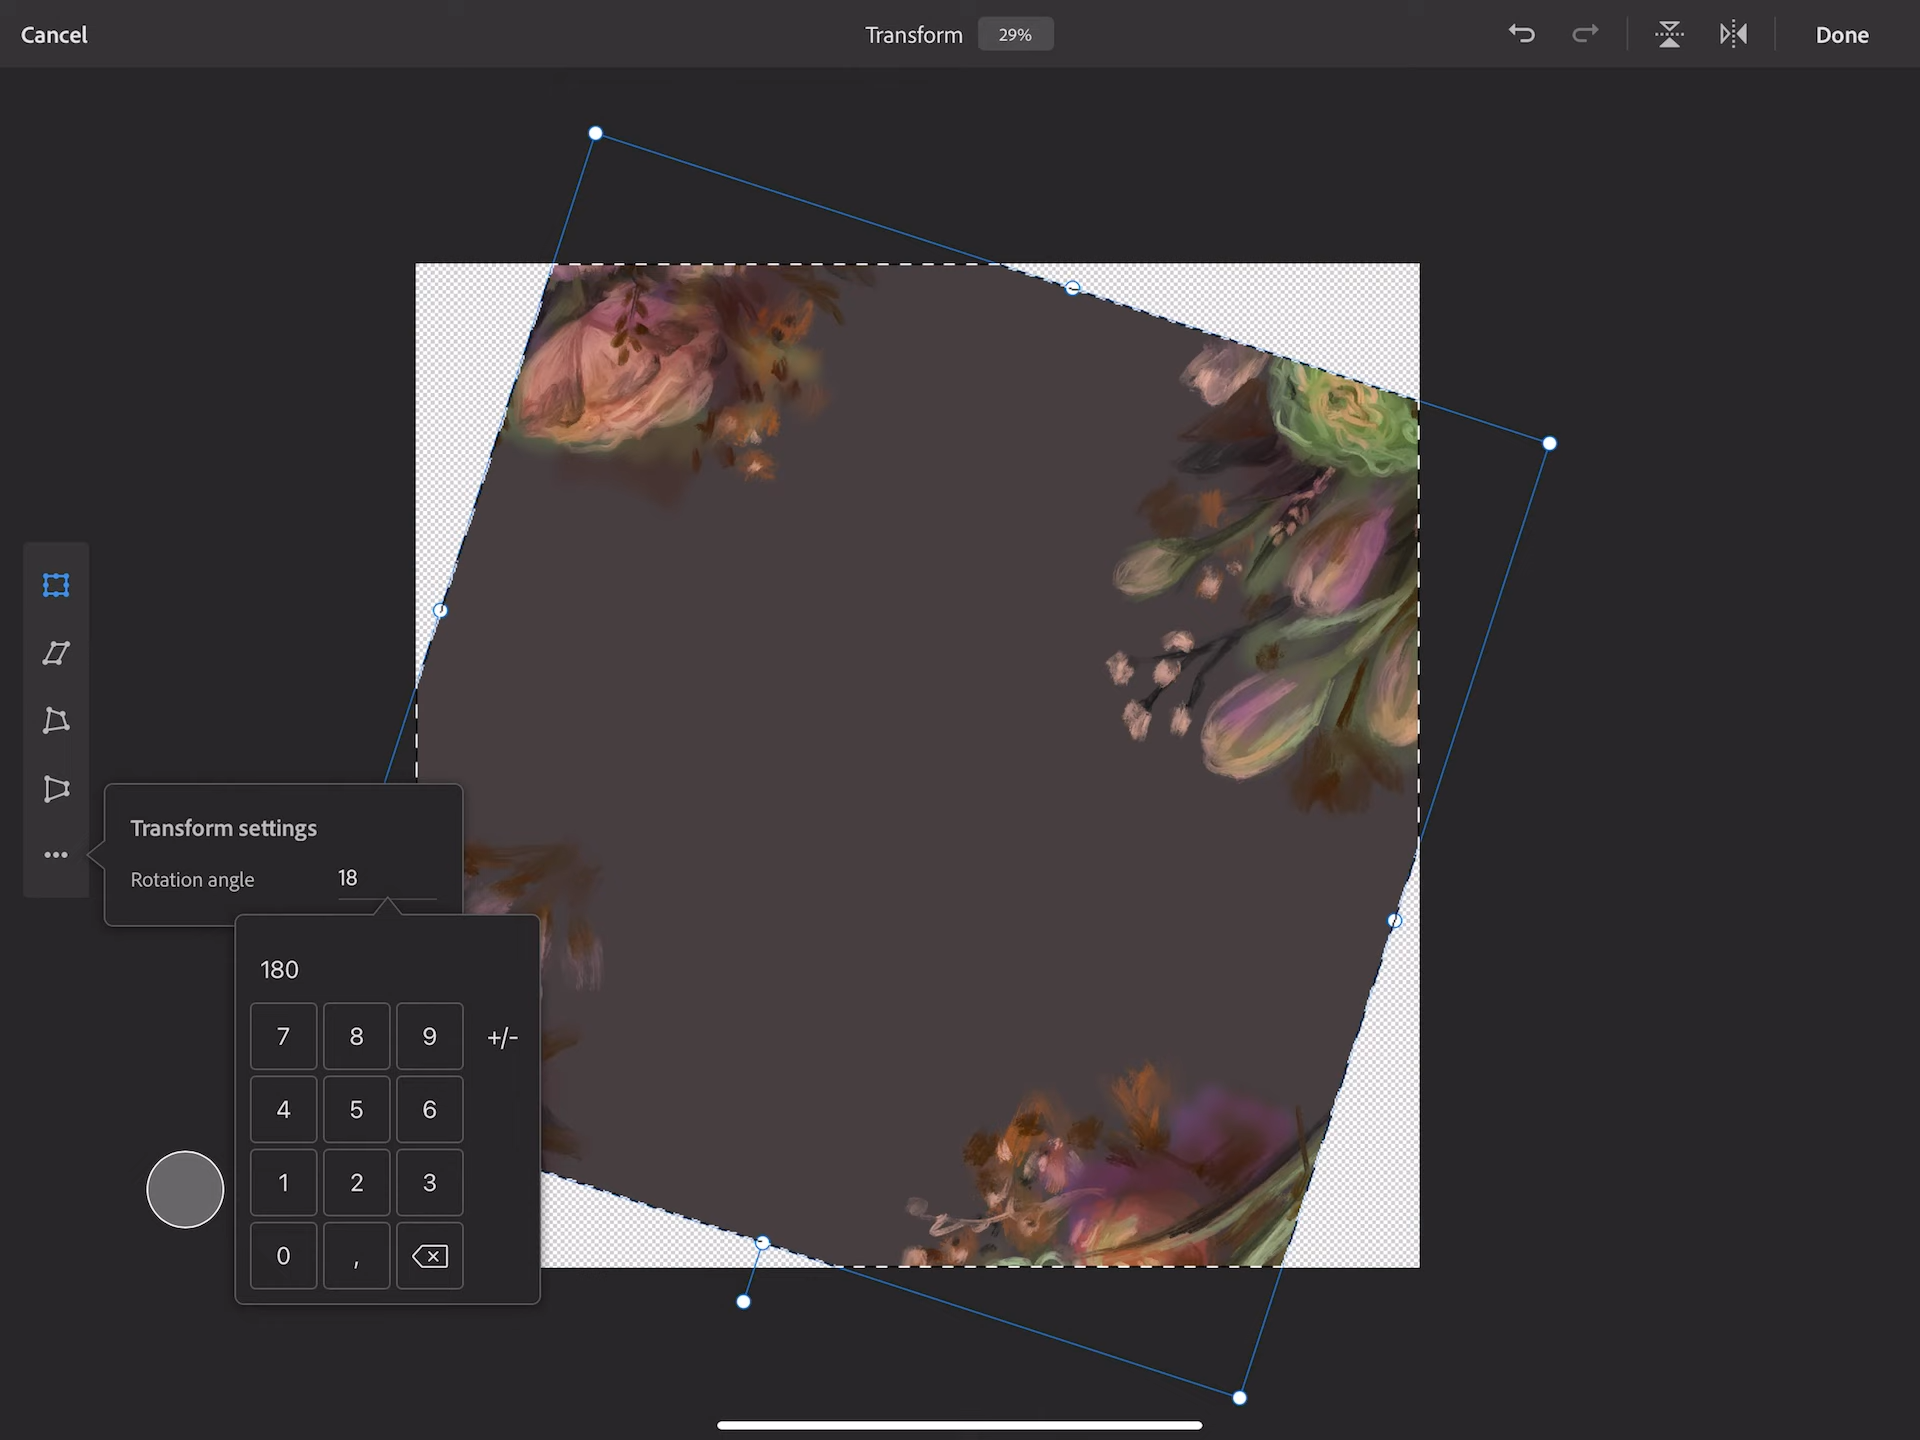 Cancel
Transform 29%
Done
Transform settings
Rotation angle 18
180
7 8 9 +/-
4 5 6
1 2 3
0 ,